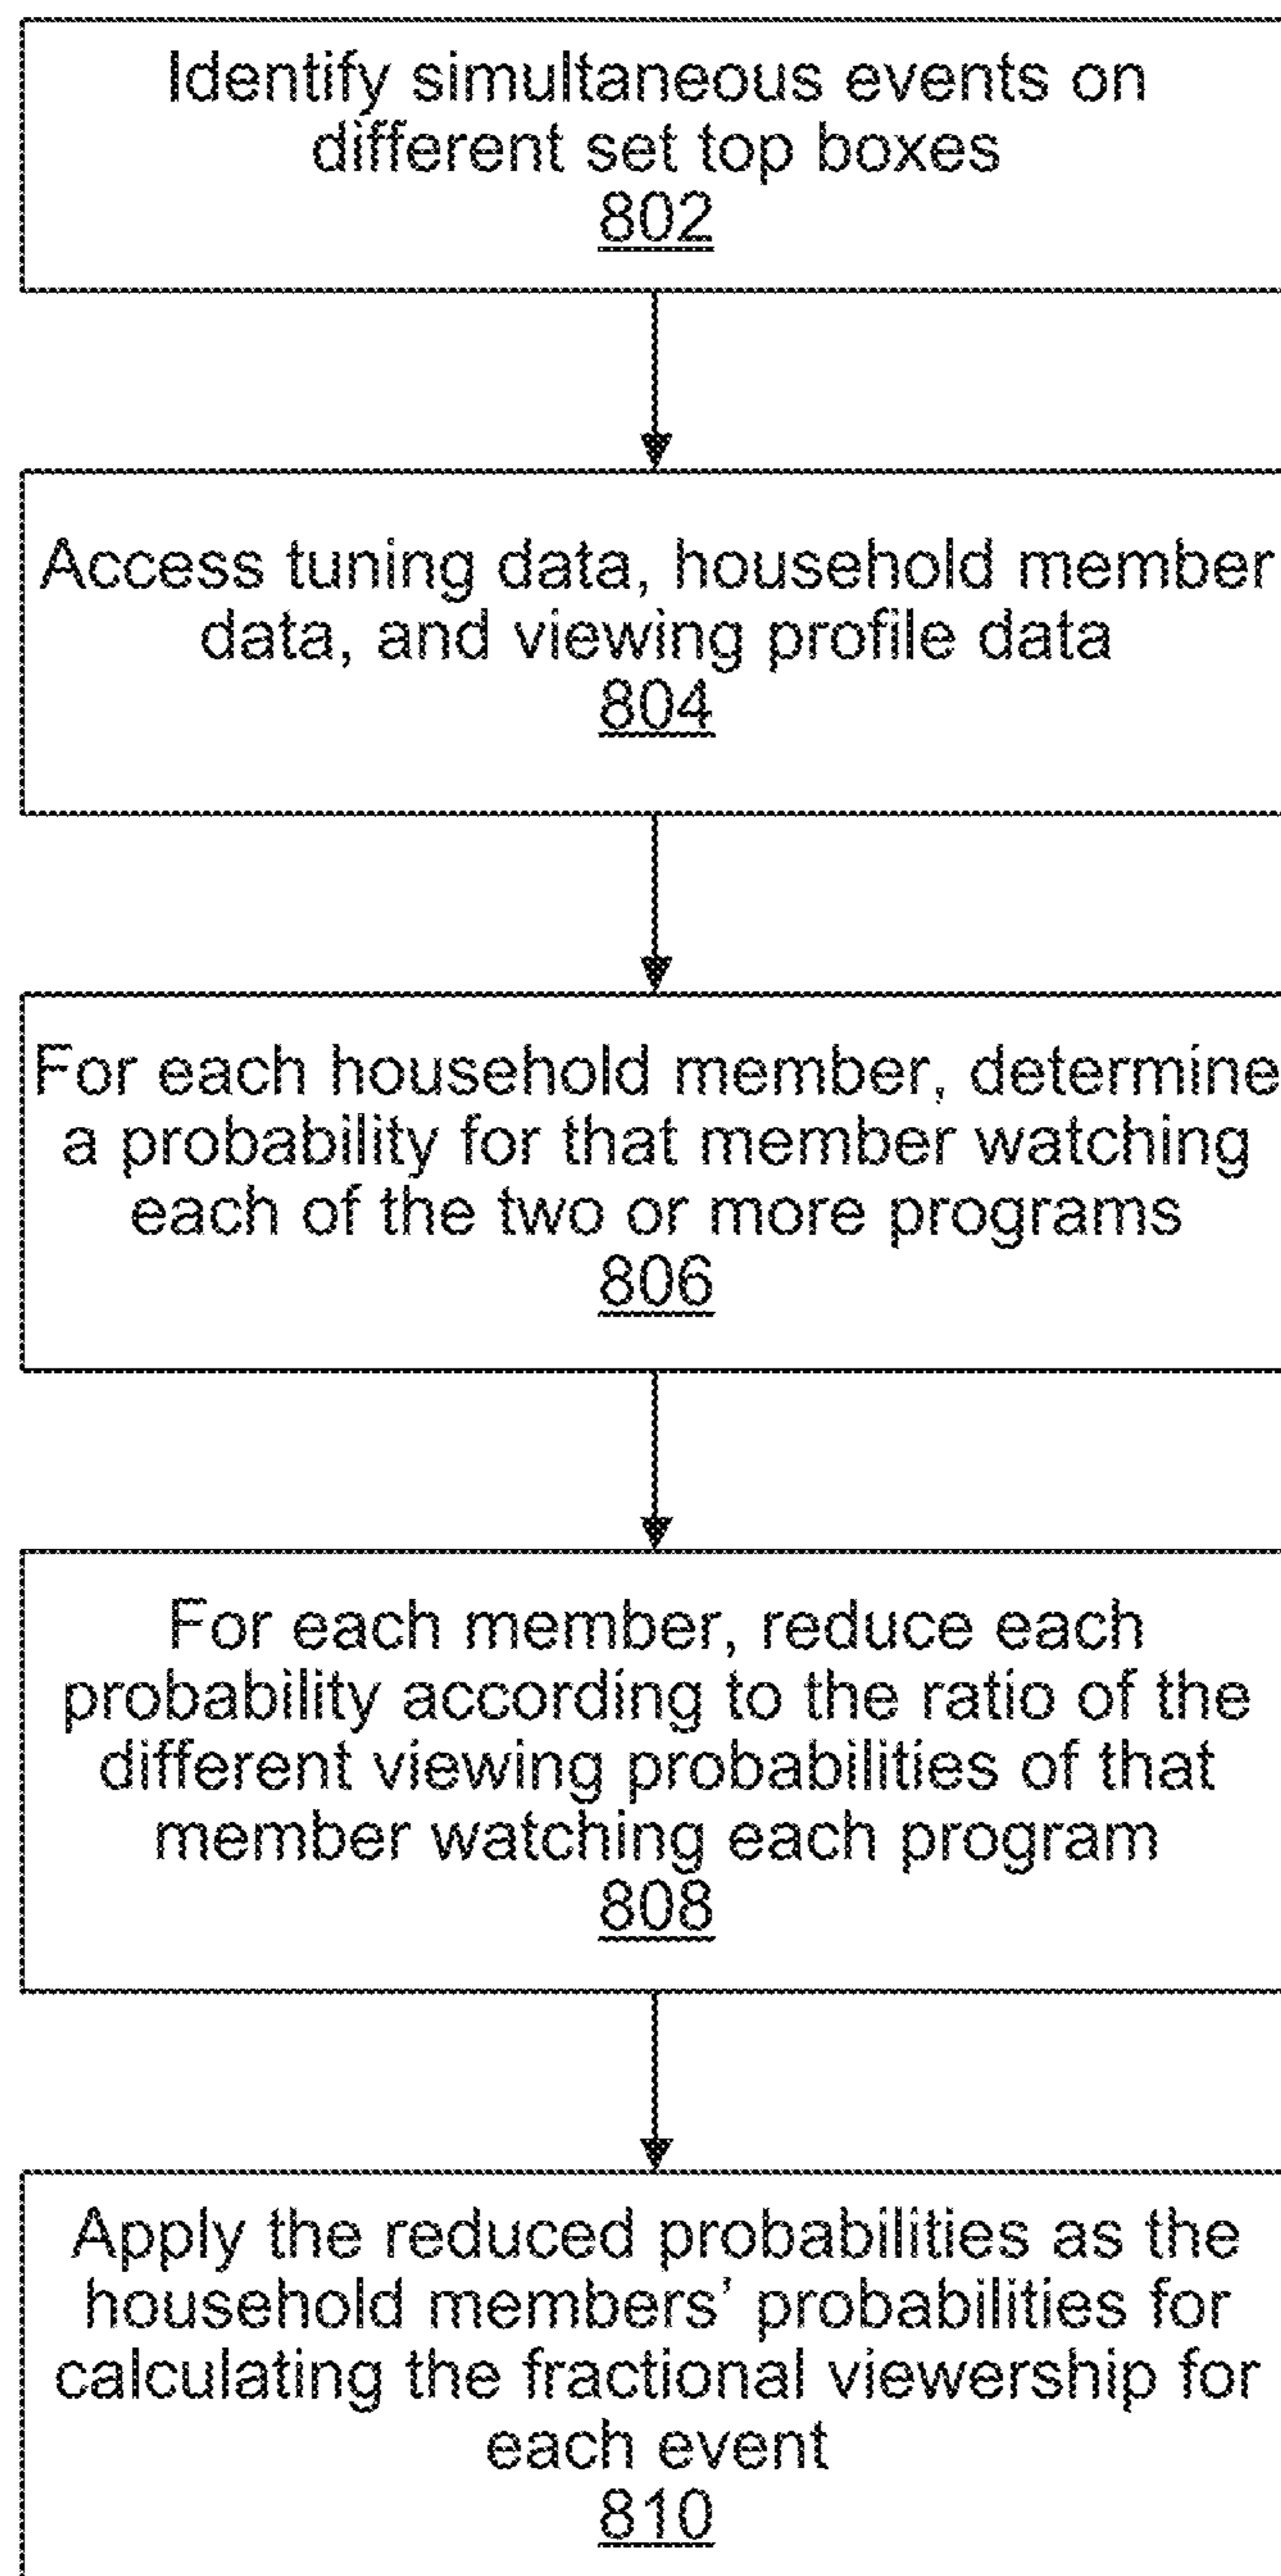 Identify simultaneous events on
different set top boxes
802
Access tuning data, household member
data, and viewing profile data
804
For each household member, determine
a probability for that member watching
each of the two or more programs
806
For each member, reduce each
probability according to the ratio of the
different viewing probabilities of that
member watching each program
808
Apply the reduced probabilities as the
household members' probabilities for
calculating the fractional viewership for
each event
810